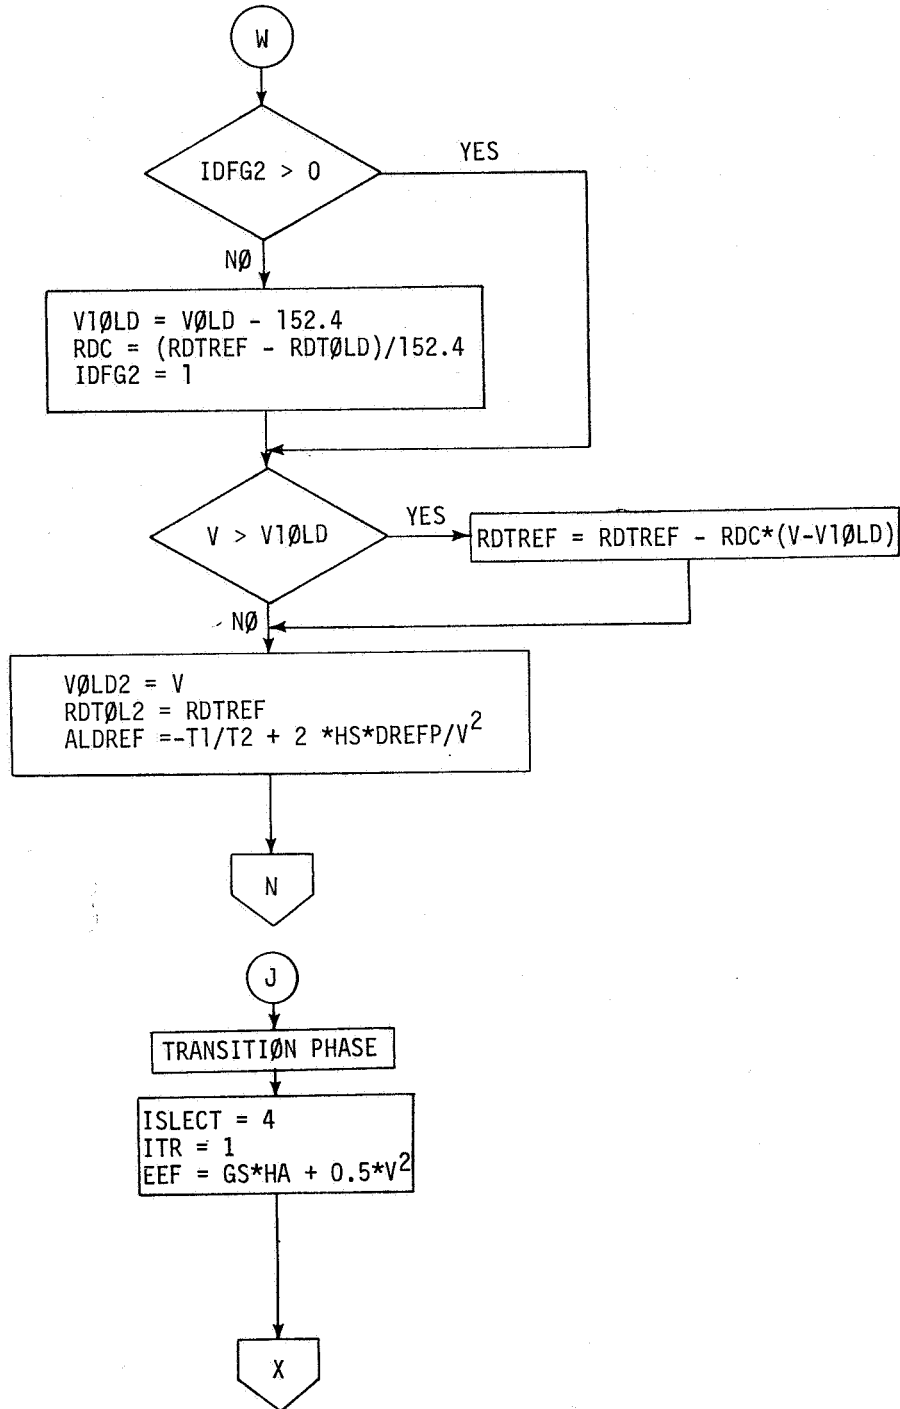 W
IDFG2 > 0
YES
NØ
V1ØLD = VØLD - 152.4
RDC = (RDTREF - RDTØLD)/152.4
IDFG2 = 1
V > V1ØLD
YES
RDTREF = RDTREF - RDC*(V-V1ØLD)
NØ
VØLD2 = V
RDTØL2 = RDTREF
ALDREF =-T1/T2 + 2 *HS*DREFP/V²
N
J
TRANSITIØN PHASE
ISLECT = 4
ITR = 1
EEF = GS*HA + 0.5*V²
X